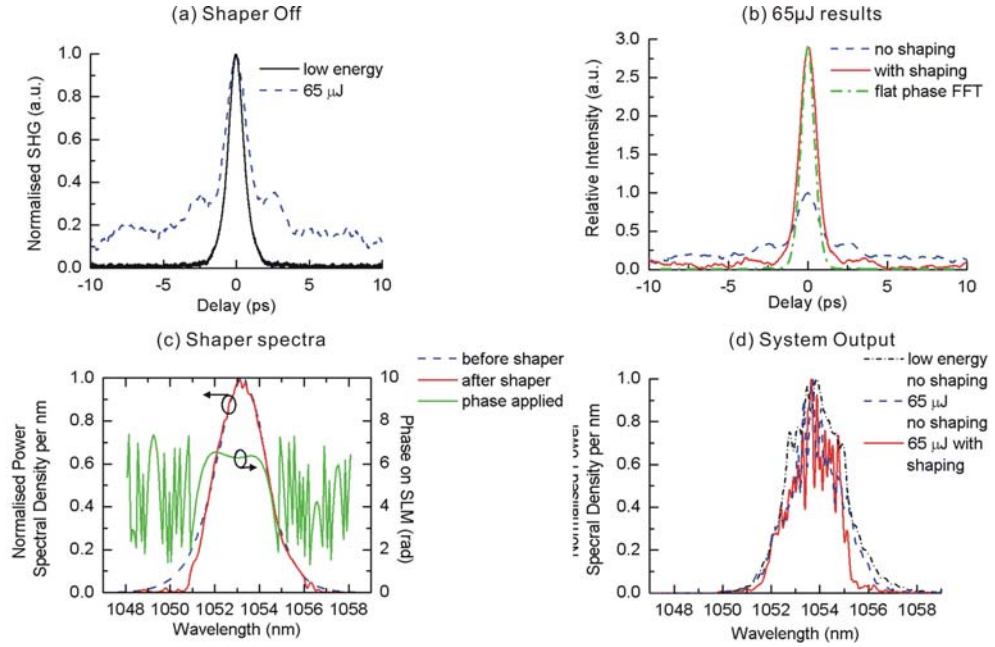 (a) Shaper Off
Normalised SHG (a.u.)
1.0
0.8
0.6
0.4
0.2
0.0
low energy
65 µJ
-10
-5
0
5
10
Delay (ps)
(b) 65µJ results
Relative Intensity (a.u.)
3.0
2.5
2.0
1.5
1.0
0.5
0.0
no shaping
with shaping
flat phase FFT
-10
-5
0
5
10
Delay (ps)
(c) Shaper spectra
Normalised Power
Spectral Density per nm
1.0
0.8
0.6
0.4
0.2
0.0
10
8
6
4
2
0
Phase on SLM (rad)
before shaper
after shaper
phase applied
1048
1050
1052
1054
1056
1058
Wavelength (nm)
(d) System Output
Normalised Power
Spectral Density per nm
1.0
0.8
0.6
0.4
0.2
0.0
low energy
no shaping
65 µJ
no shaping
65 µJ with
shaping
1048
1050
1052
1054
1056
1058
Wavelength (nm)